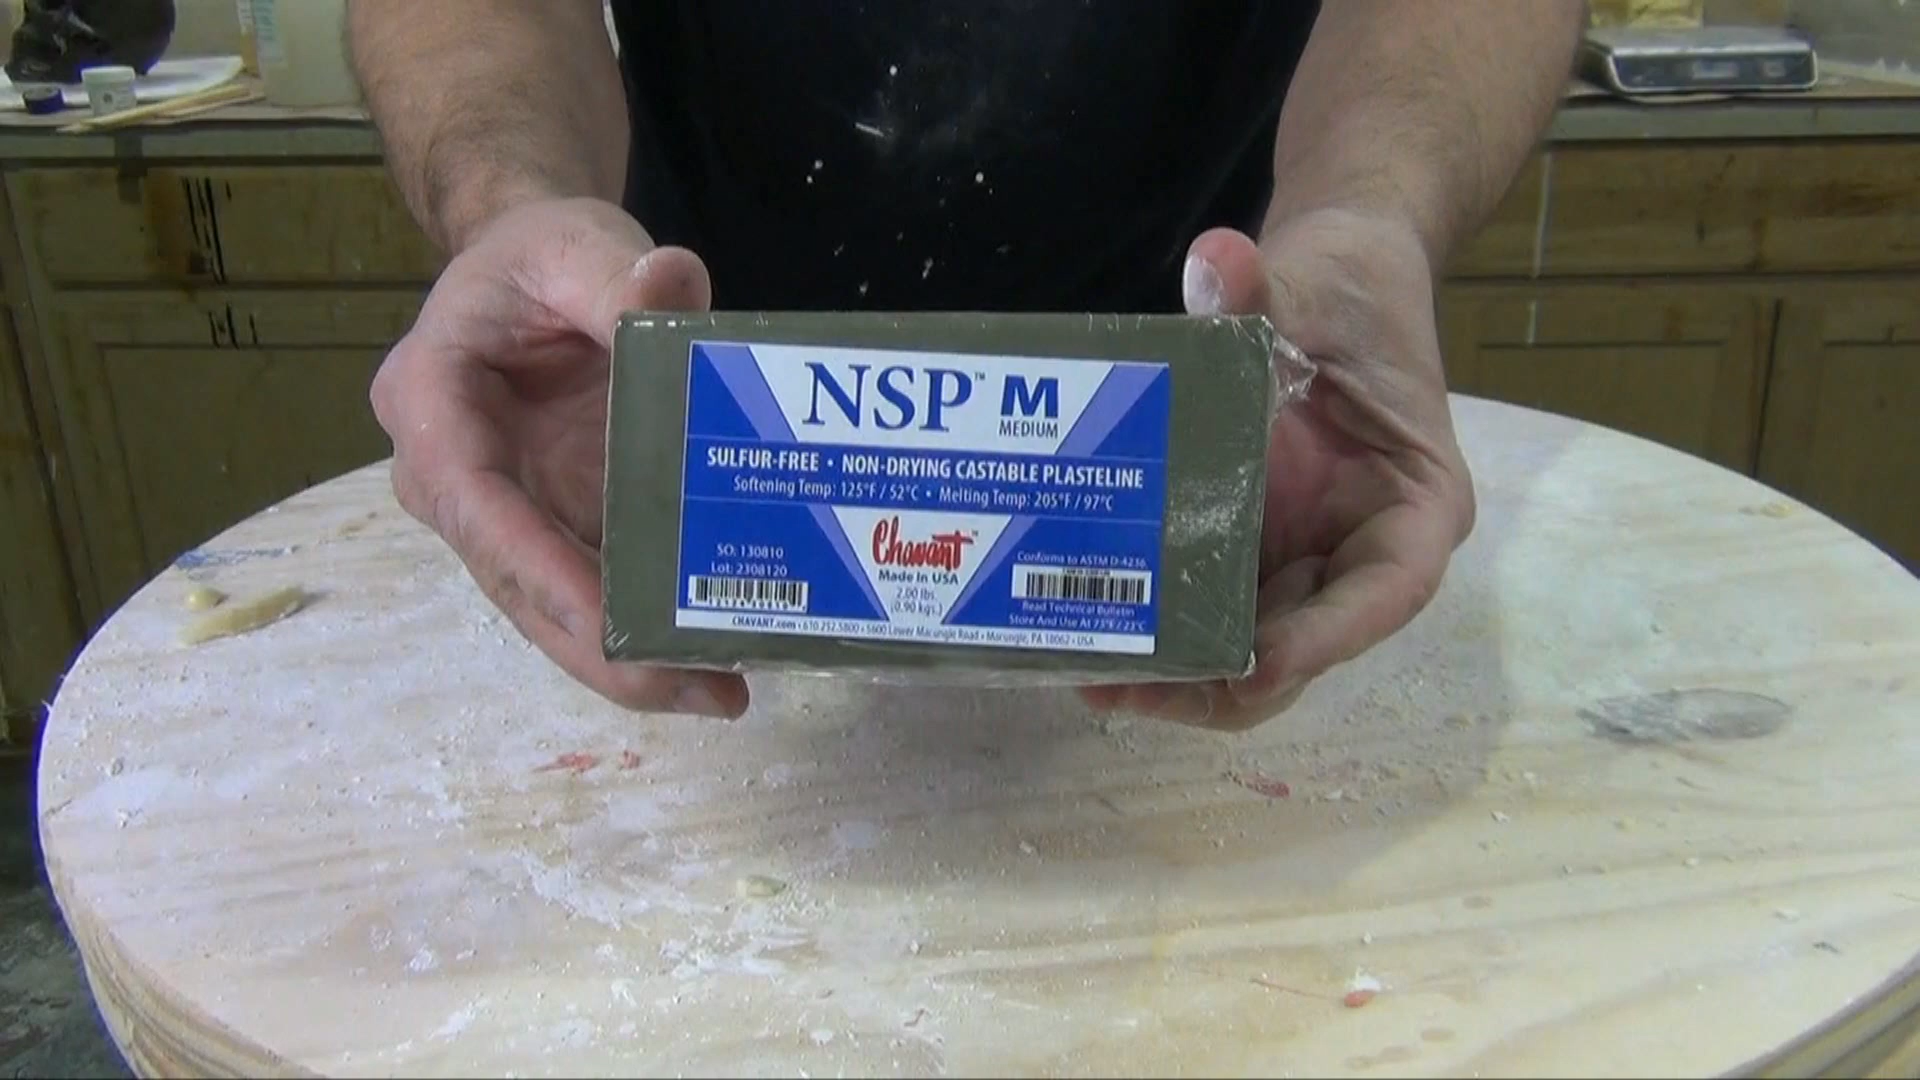 NSP™ M
MEDIUM
SULFUR-FREE • NON-DRYING CASTABLE PLASTELINE
Softening Temp: 125°F / 52°C • Melting Temp: 205°F / 97°C
Chavant™
Made in USA
2.00 lbs.
(0.90 kgs.)
SO: 130810
Lot: 2308120
Conforms to ASTM D-4236
Read Technical Bulletin
Store And Use At 73°F / 23°C
CHAVANT.com • 610.252.5800 • 5600 Lower Macungie Road • Macungie, PA 18062 • USA